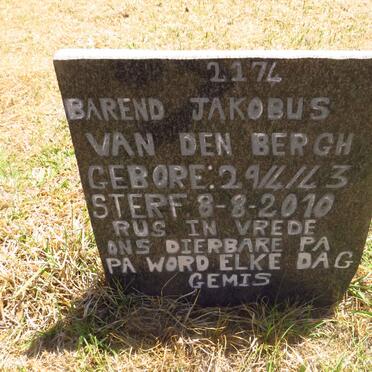 2174
BAREND JAKOBUS
VAN DEN BERGH
GEBORE: 29/4/43
STERF 8-8-2010
RUS IN VREDE
ONS DIERBARE PA
PA WORD ELKE DAG
GEMIS